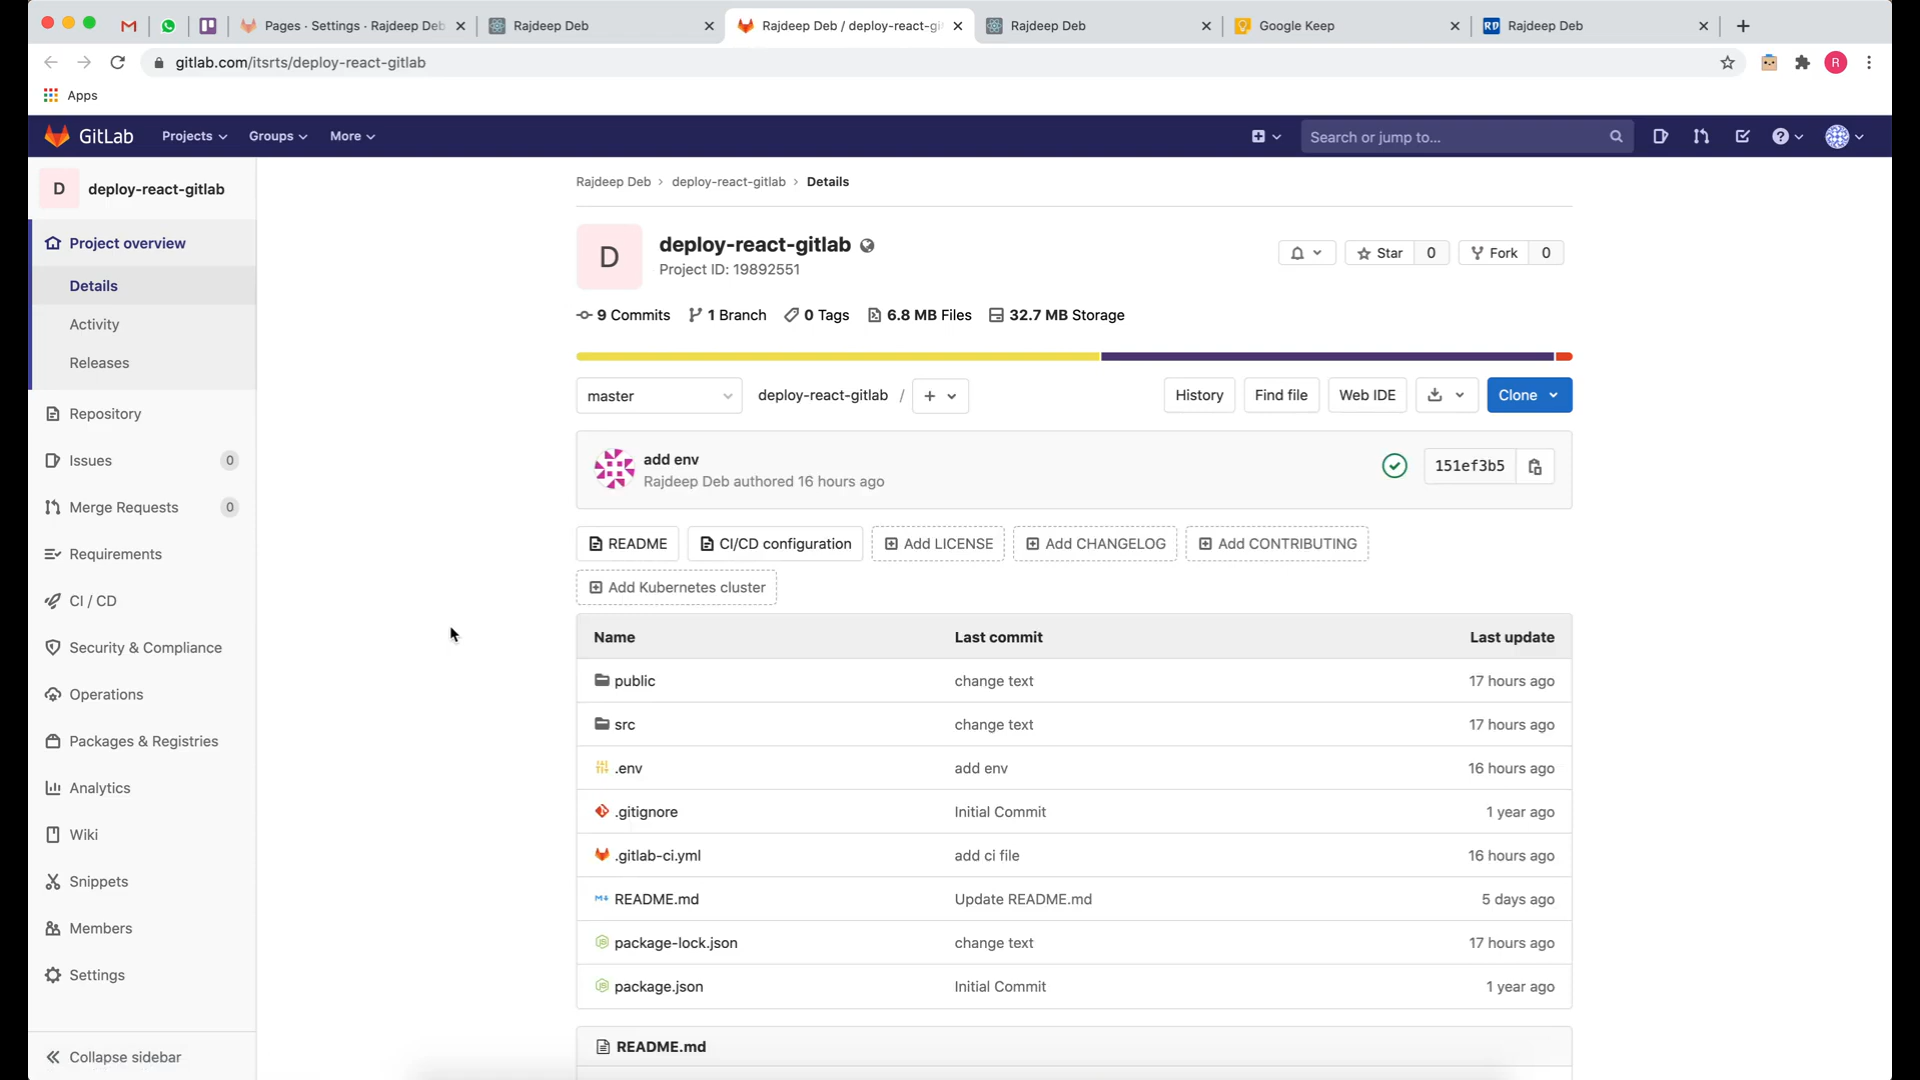 Pages · Settings · Rajdeep Deb
Rajdeep Deb
Rajdeep Deb / deploy-react-gi
Rajdeep Deb
Google Keep
RD Rajdeep Deb
gitlab.com/itsrts/deploy-react-gitlab
R
Apps
GitLab
Projects
Groups
More
Search or jump to...
D deploy-react-gitlab
Project overview
Details
Activity
Releases
Repository
Issues 0
Merge Requests 0
Requirements
CI / CD
Security & Compliance
Operations
Packages & Registries
Analytics
Wiki
Snippets
Members
Settings
Collapse sidebar
Rajdeep Deb > deploy-react-gitlab > Details
D
deploy-react-gitlab
Project ID: 19892551
Star 0
Fork 0
9 Commits 1 Branch 0 Tags 6.8 MB Files 32.7 MB Storage
master
deploy-react-gitlab / +
History
Find file
Web IDE
Clone
add env
Rajdeep Deb authored 16 hours ago
151ef3b5
README
CI/CD configuration
Add LICENSE
Add CHANGELOG
Add CONTRIBUTING
Add Kubernetes cluster
Name Last commit Last update
public change text 17 hours ago
src change text 17 hours ago
.env add env 16 hours ago
.gitignore Initial Commit 1 year ago
.gitlab-ci.yml add ci file 16 hours ago
README.md Update README.md 5 days ago
package-lock.json change text 17 hours ago
package.json Initial Commit 1 year ago
README.md